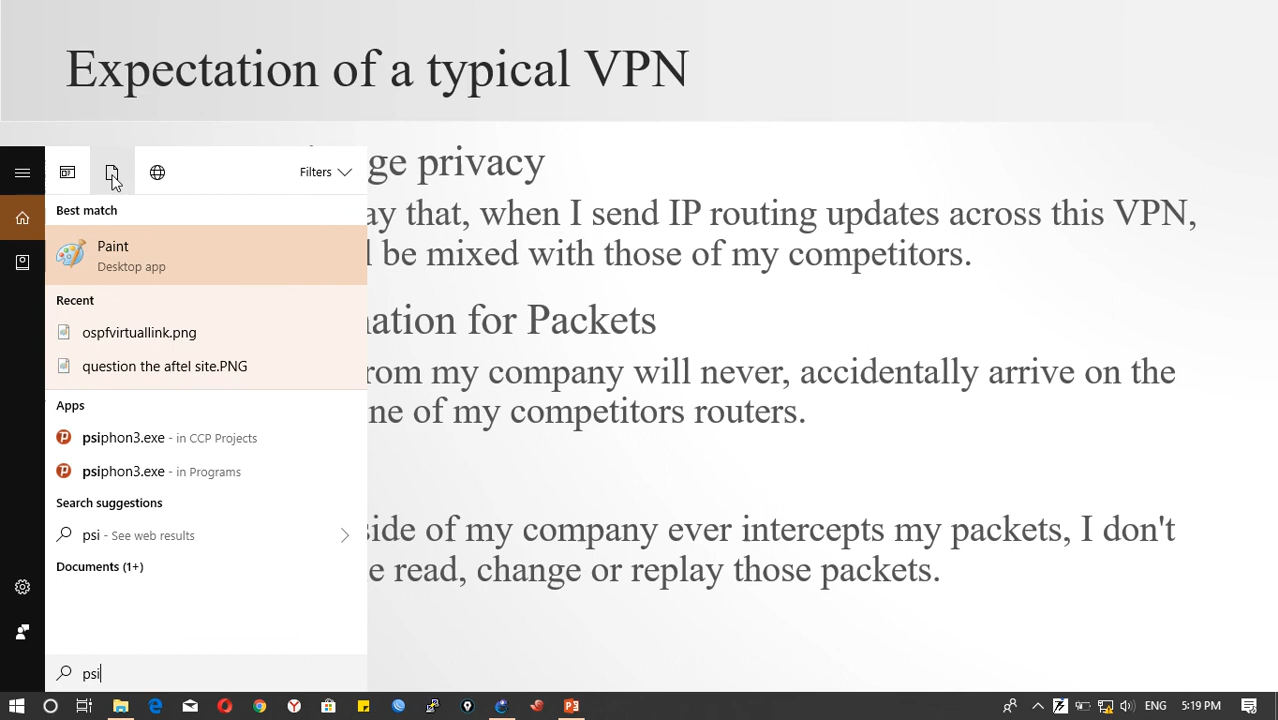 Expectation of a typical VPN
ge privacy
ay that, when I send IP routing updates across this VPN,
l be mixed with those of my competitors.
nation for Packets
rom my company will never, accidentally arrive on the
ne of my competitors routers.
side of my company ever intercepts my packets, I don't
e read, change or replay those packets.
Filters
Best match
Paint
Desktop app
Recent
ospfvirtuallink.png
question the aftel site.PNG
Apps
psiphon3.exe - in CCP Projects
psiphon3.exe - in Programs
Search suggestions
psi - See web results
Documents (1+)
psi
ENG
5:19 PM